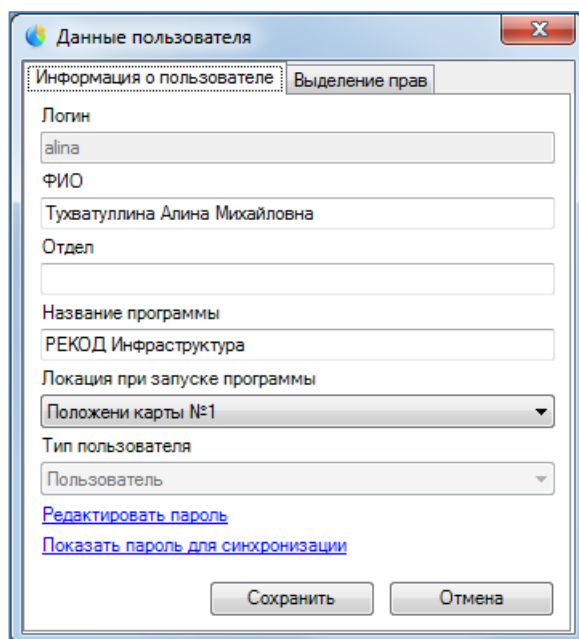 Данные пользователя
Информация о пользователе Выделение прав
Логин
alina
ФИО
Тухватуллина Алина Михайловна
Отдел
Название программы
РЕКОД Инфраструктура
Локация при запуске программы
Положени карты №1
Тип пользователя
Пользователь
Редактировать пароль
Показать пароль для синхронизации
Сохранить Отмена